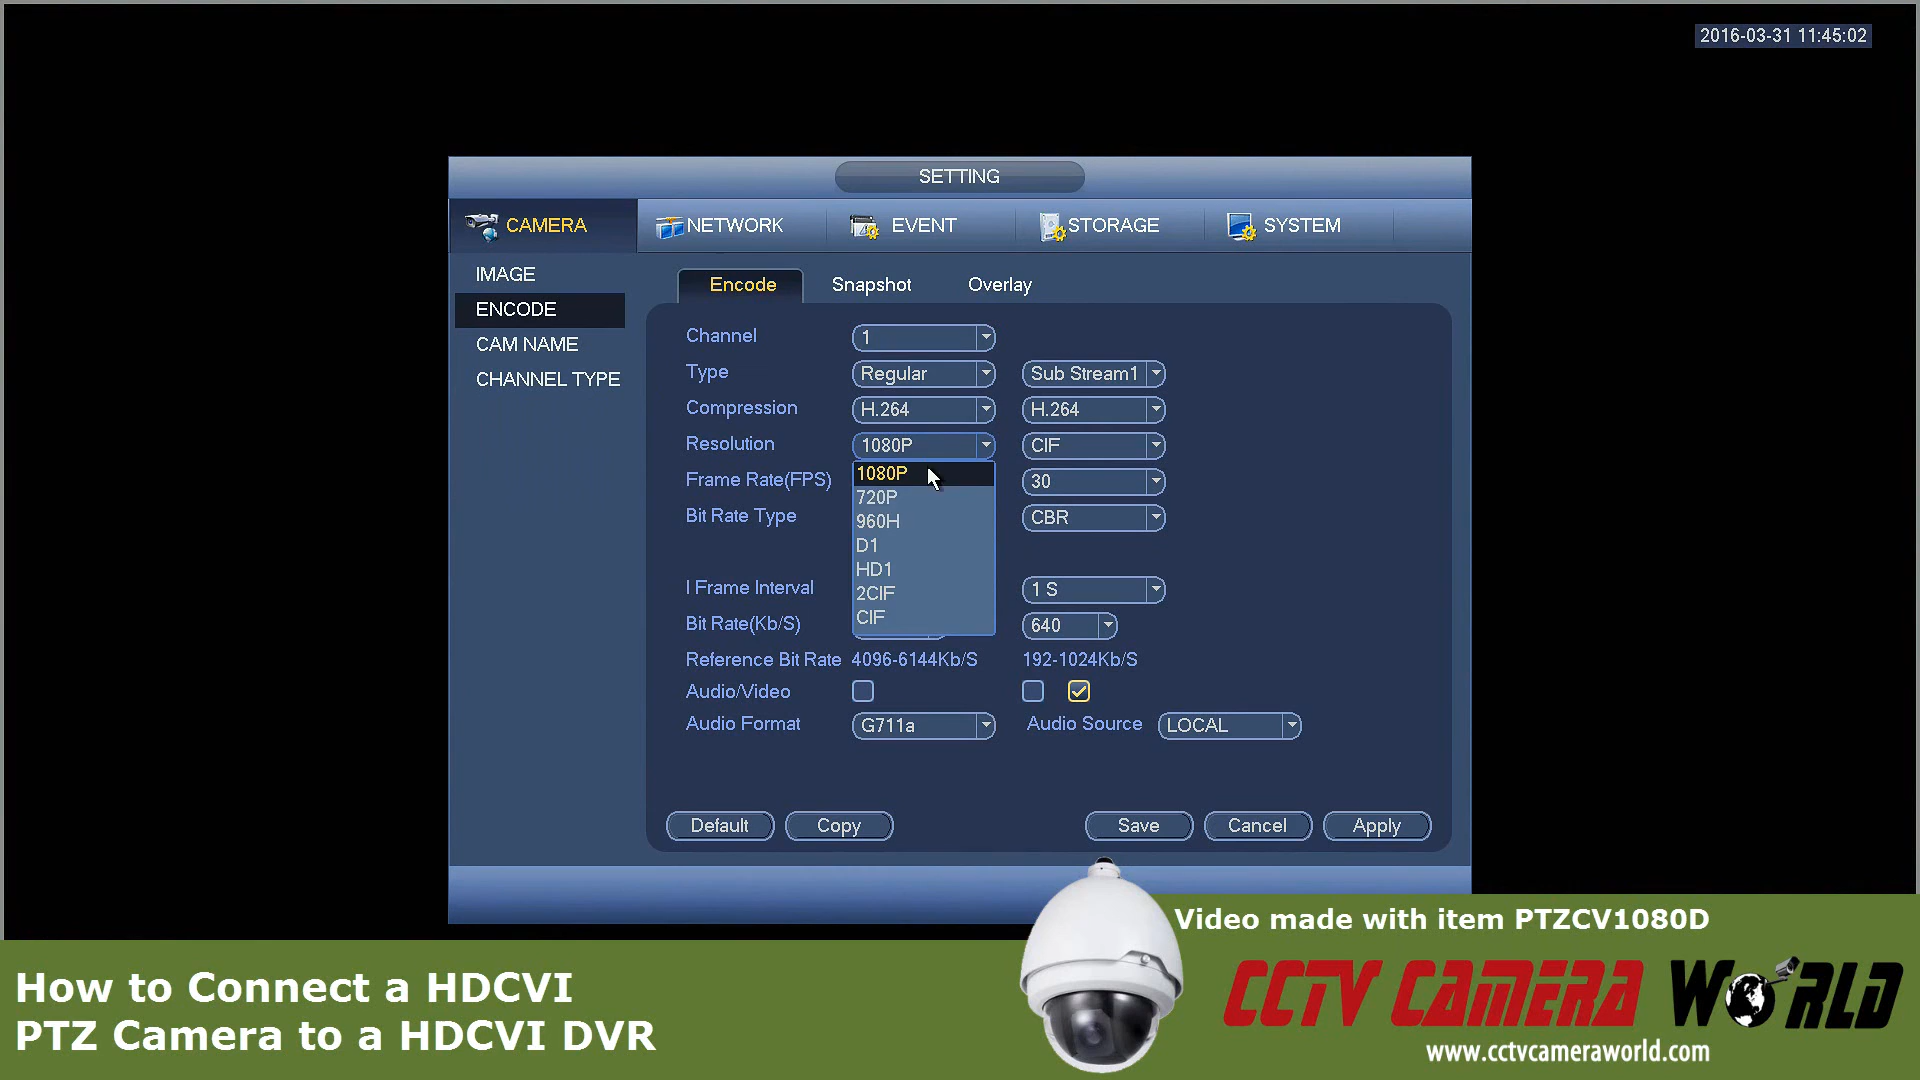 2016-03-31 11:45:02
SETTING
CAMERA NETWORK EVENT STORAGE SYSTEM
IMAGE
ENCODE
CAM NAME
CHANNEL TYPE
Encode Snapshot Overlay
Channel 1
Type Regular Sub Stream1
Compression H.264 H.264
Resolution 1080P CIF
1080P
Frame Rate(FPS) 30
720P
960H
Bit Rate Type CBR
D1
HD1
I Frame Interval 1 S
2CIF
CIF
Bit Rate(Kb/S) 640
Reference Bit Rate 4096-6144Kb/S 192-1024Kb/S
Audio/Video
Audio Format G711a Audio Source LOCAL
Default Copy Save Cancel Apply
Video made with item PTZCV1080D
How to Connect a HDCVI
PTZ Camera to a HDCVI DVR
CCTV CAMERA WORLD
www.cctvcameraworld.com